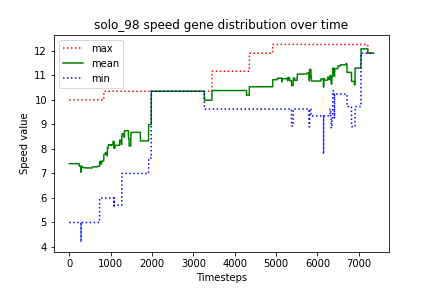 solo_98 speed gene distribution over time
max
mean
min
12
11
10
9
8
7
6
5
4
Speed value
0 1000 2000 3000 4000 5000 6000 7000
Timesteps